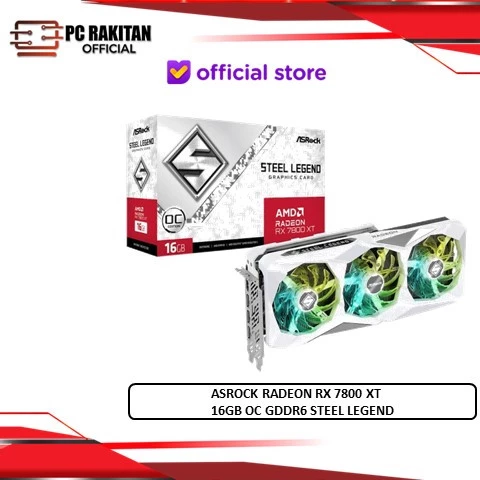 PC RAKITAN
OFFICIAL
official store
ASRock
STEEL LEGEND
GRAPHICS CARD
OC
EDITION
AMD
RADEON
RX 7800 XT
16GB
ASROCK RADEON RX 7800 XT
16GB OC GDDR6 STEEL LEGEND